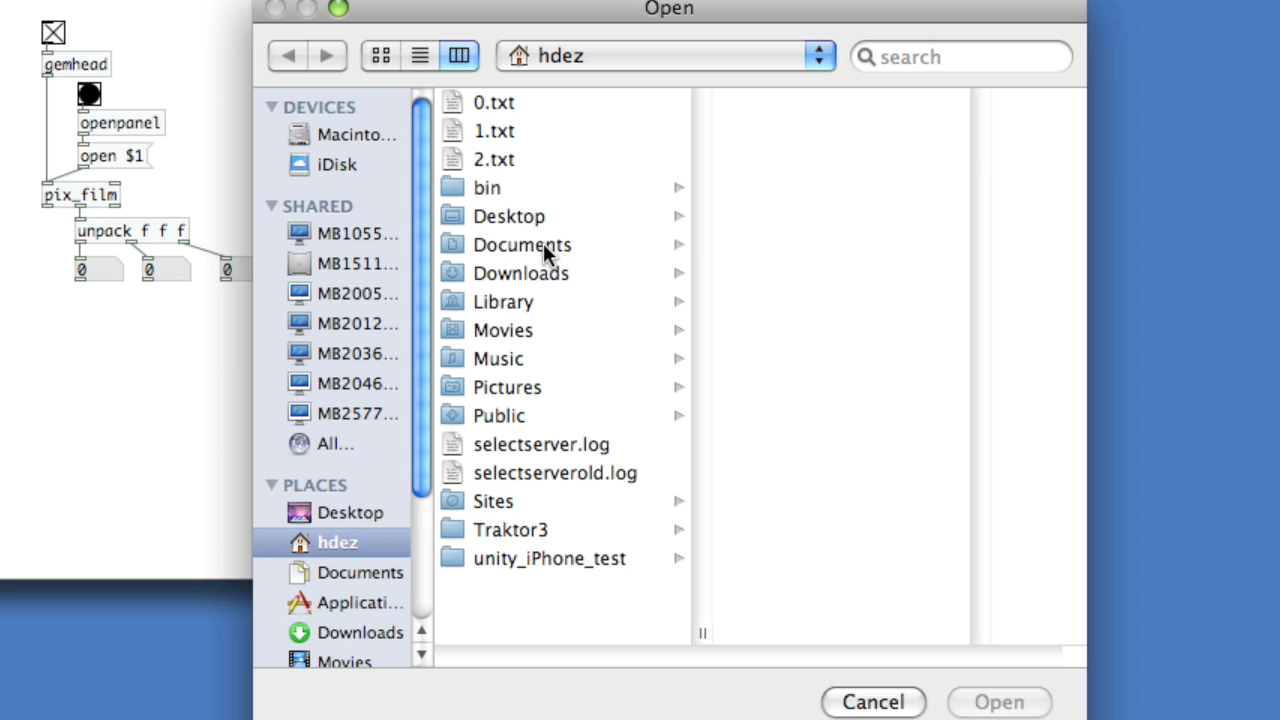 Open
gemhead
openpanel
open $1
pix_film
unpack f f f
0
0
0
hdez
search
DEVICES
Macinto...
iDisk
SHARED
MB1055...
MB1511...
MB2005...
MB2012...
MB2036...
MB2046...
MB2577...
All...
PLACES
Desktop
hdez
Documents
Applicati...
Downloads
Movies
0.txt
1.txt
2.txt
bin
Desktop
Documents
Downloads
Library
Movies
Music
Pictures
Public
selectserver.log
selectserverold.log
Sites
Traktor3
unity_iPhone_test
Cancel
Open